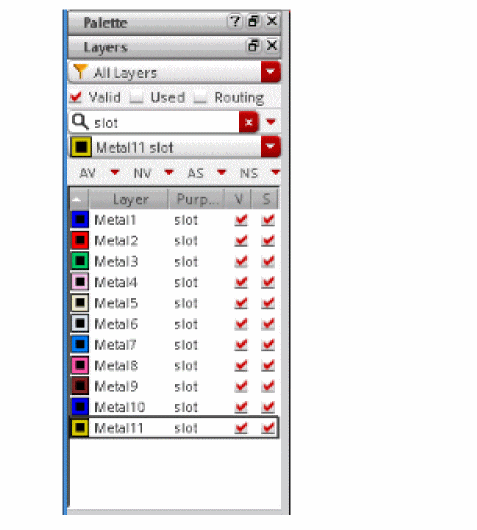 Palette ?
Layers
All Layers
Valid Used Routing
slot
Metal11 slot
AV NV AS NS
Layer Purp... V S
Metal1 slot
Metal2 slot
Metal3 slot
Metal4 slot
Metal5 slot
Metal6 slot
Metal7 slot
Metal8 slot
Metal9 slot
Metal10 slot
Metal11 slot